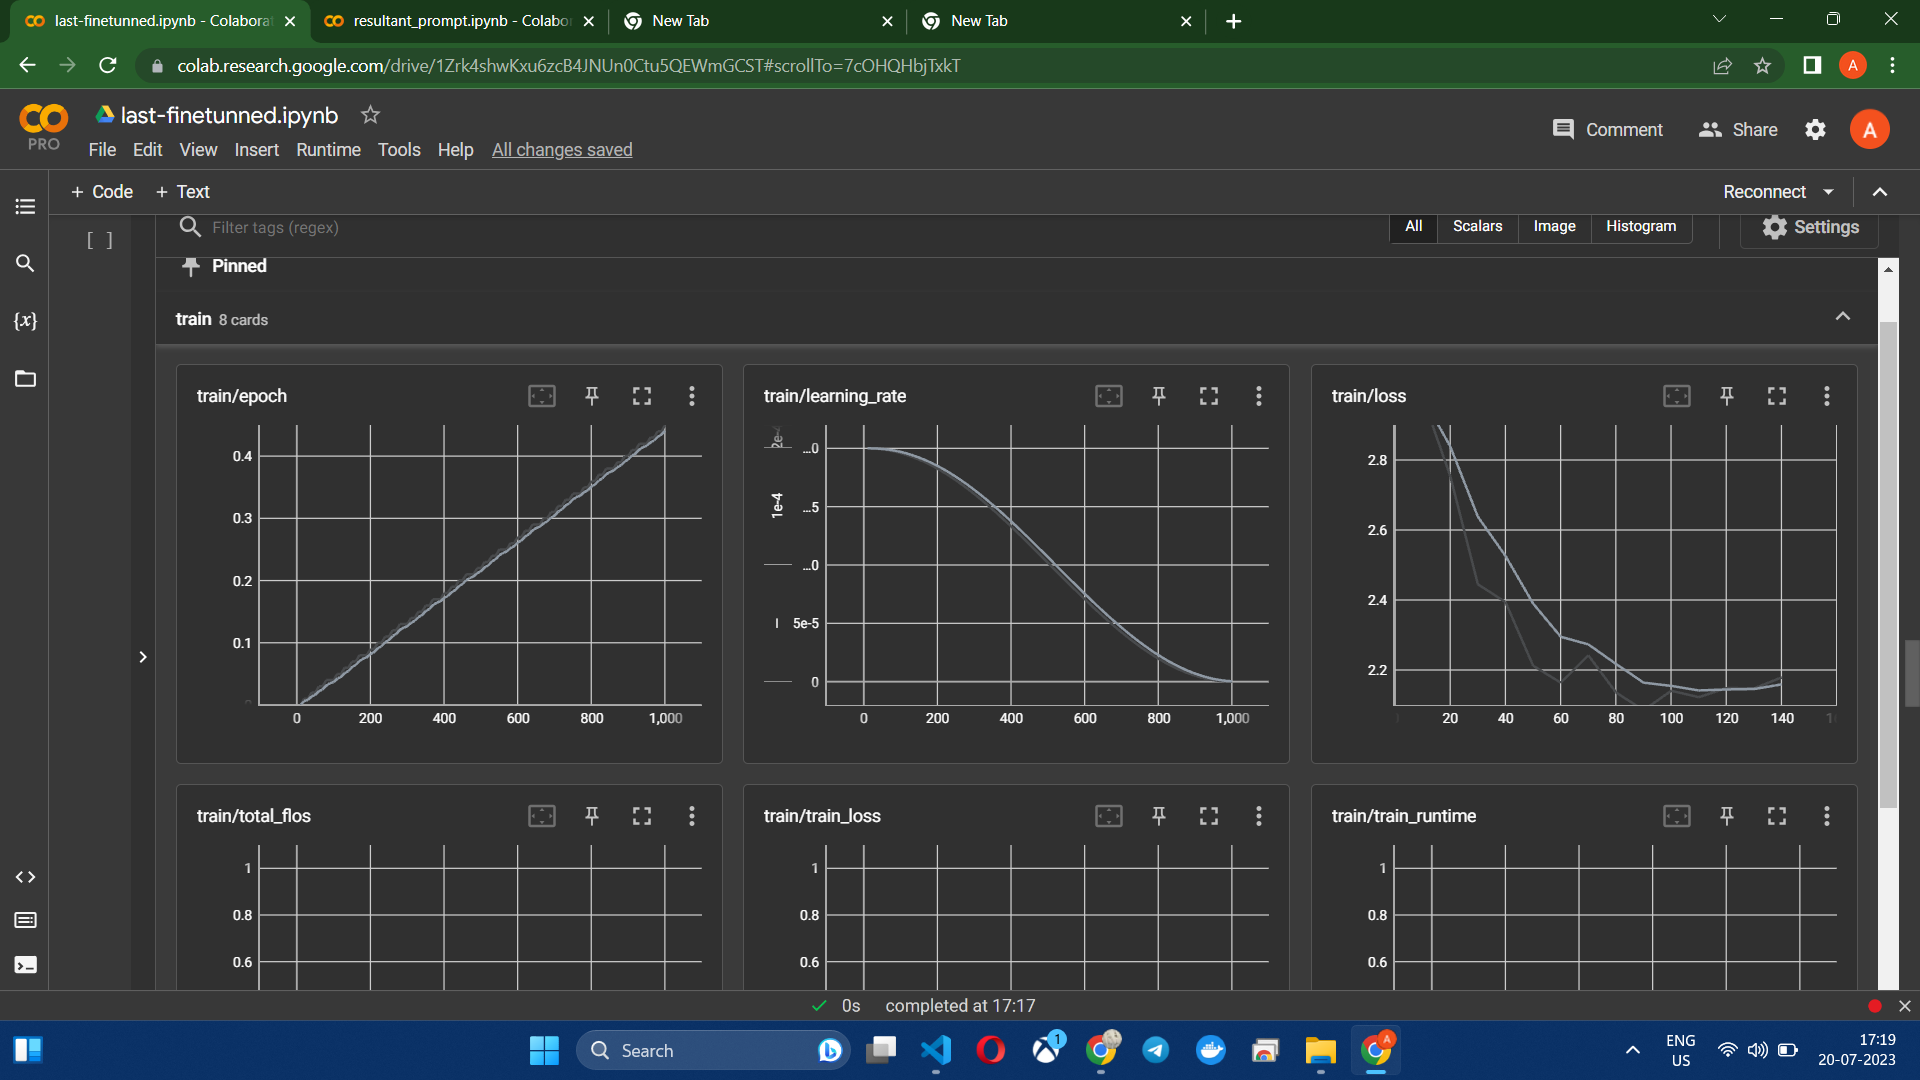 last-finetunned.ipynb - Colaborat
resultant_prompt.ipynb - Colabo
New Tab
New Tab
colab.research.google.com/drive/1Zrk4shwKxu6zcB4JNUn0Ctu5QEWmGCST#scrollTo=7cOHQHbjTxkT
A
PRO
last-finetunned.ipynb
File Edit View Insert Runtime Tools Help All changes saved
Comment
Share
A
+ Code + Text
Reconnect
[ ]
Filter tags (regex)
All Scalars Image Histogram
Settings
{x}
Pinned
train 8 cards
train/epoch
0.4
0.3
0.2
0.1
0 200 400 600 800 1,000
train/learning_rate
2e-
1e-4
...0
...5
...0
5e-5
0
0 200 400 600 800 1,000
train/loss
2.8
2.6
2.4
2.2
20 40 60 80 100 120 140
train/total_flos
1
0.8
0.6
train/train_loss
1
0.8
0.6
train/train_runtime
1
0.8
0.6
0s completed at 17:17
Search
1
A
ENG
US
17:19
20-07-2023